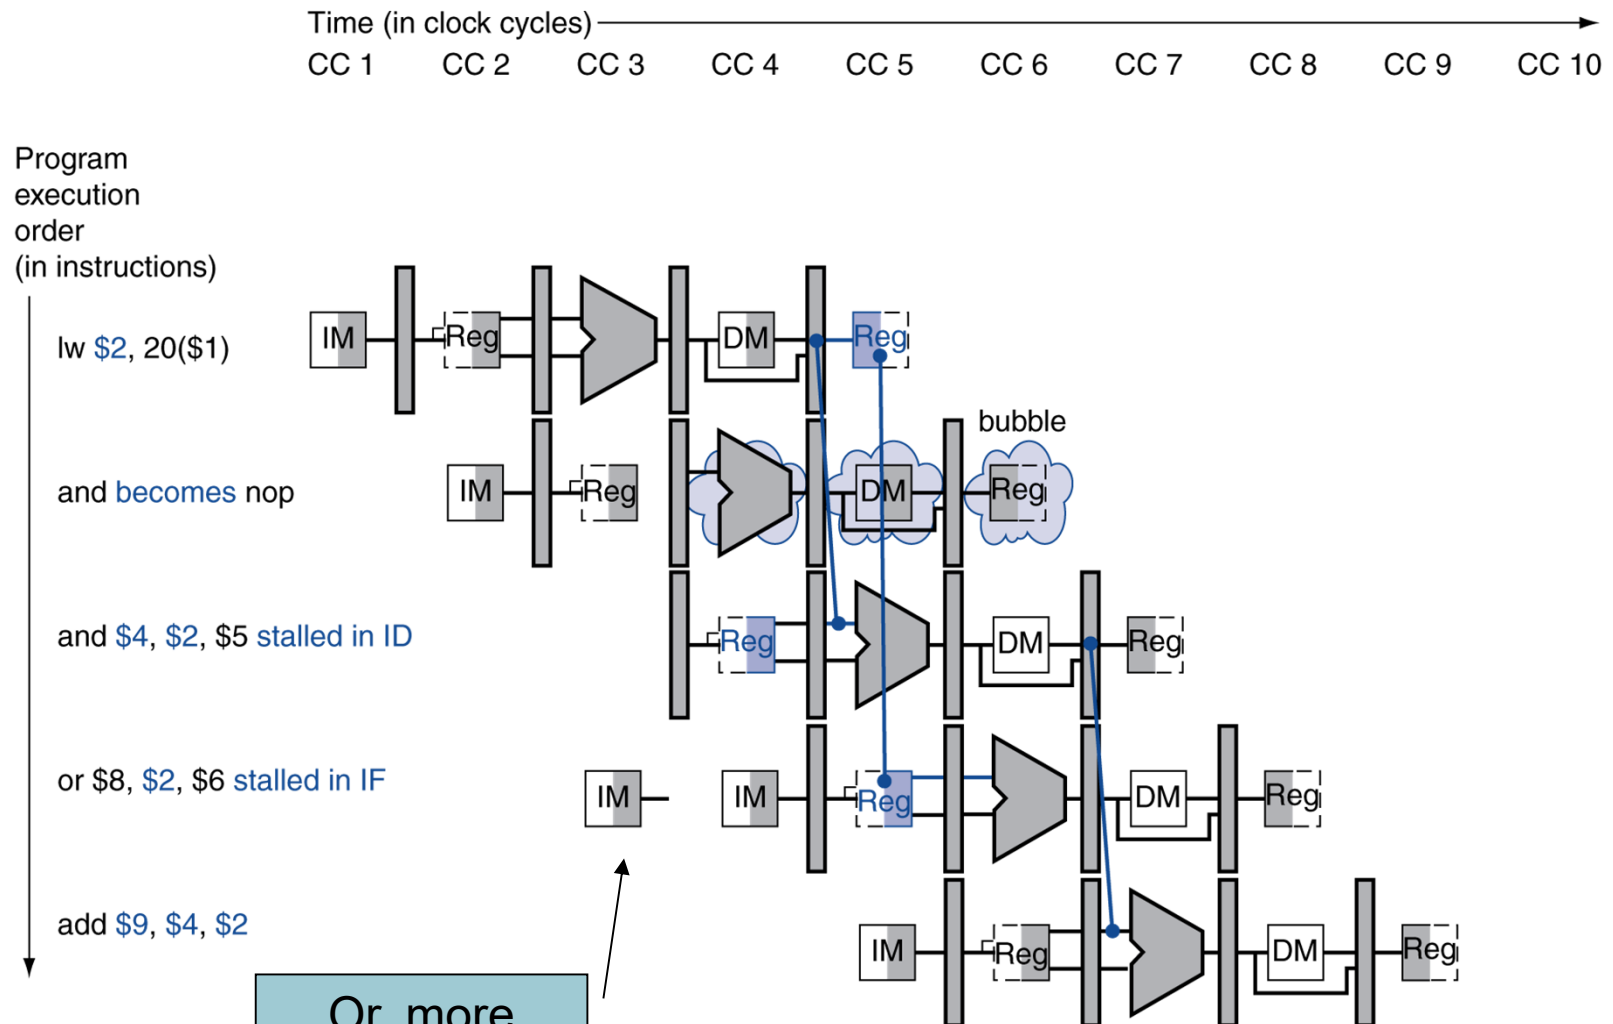 Time (in clock cycles)
CC 1 CC 2 CC 3 CC 4 CC 5 CC 6 CC 7 CC 8 CC 9 CC 10
Program
execution
order
(in instructions)
lw $2, 20($1)
IM Reg DM Reg
bubble
and becomes nop
IM Reg DM Reg
and $4, $2, $5 stalled in ID
Reg DM Reg
or $8, $2, $6 stalled in IF
IM IM Reg DM Reg
add $9, $4, $2
IM Reg DM Reg
Or, more